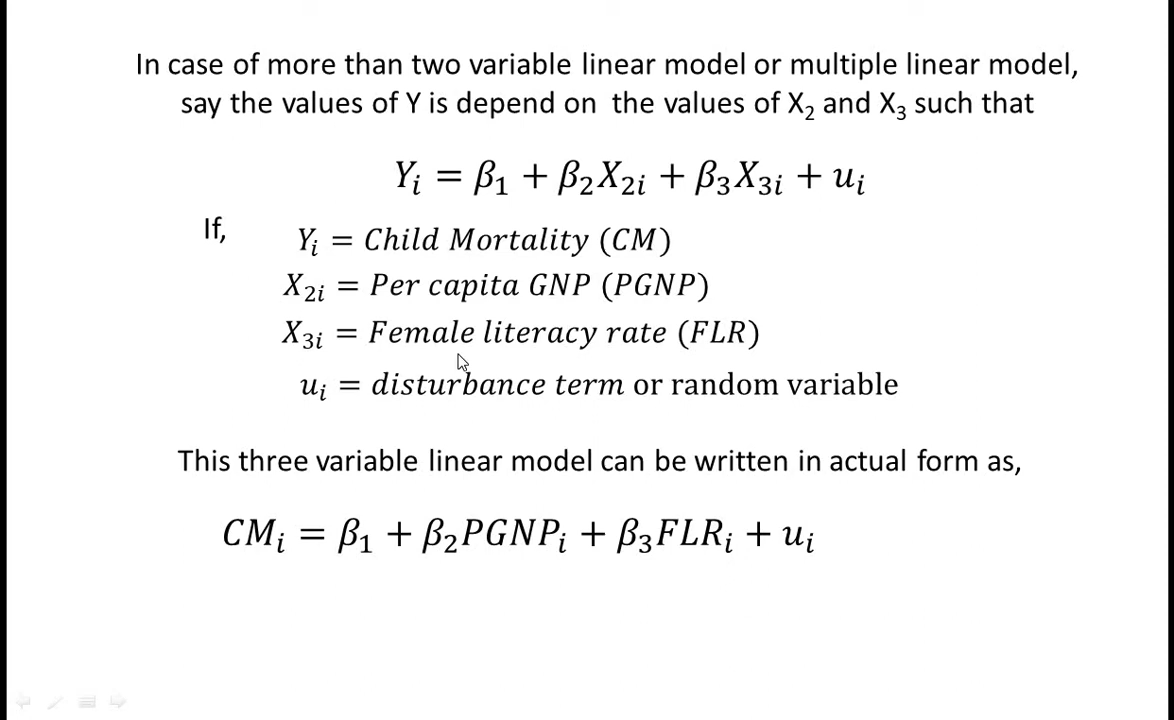 In case of more than two variable linear model or multiple linear model,
say the values of Y is depend on the values of X₂ and X₃ such that
Yᵢ = β₁ + β₂X₂ᵢ + β₃X₃ᵢ + uᵢ
If,
Yᵢ = Child Mortality (CM)
X₂ᵢ = Per capita GNP (PGNP)
X₃ᵢ = Female literacy rate (FLR)
uᵢ = disturbance term or random variable
This three variable linear model can be written in actual form as,
CMᵢ = β₁ + β₂PGNPᵢ + β₃FLRᵢ + uᵢ